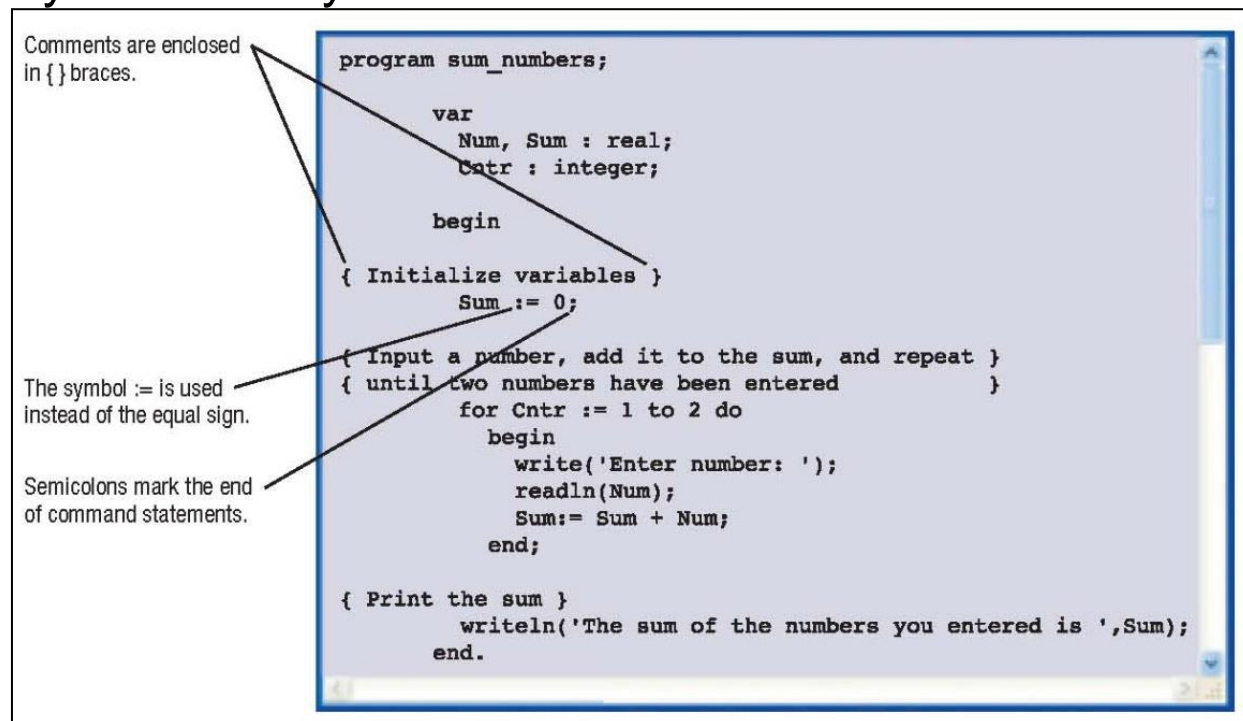 Comments are enclosed
in { } braces.
The symbol := is used
instead of the equal sign.
Semicolons mark the end
of command statements.
program sum_numbers;
var
Num, Sum : real;
Cntr : integer;
begin
{ Initialize variables }
Sum := 0;
{ Input a number, add it to the sum, and repeat }
{ until two numbers have been entered }
for Cntr := 1 to 2 do
begin
write('Enter number: ');
readln(Num);
Sum:= Sum + Num;
end;
{ Print the sum }
writeln('The sum of the numbers you entered is ',Sum);
end.